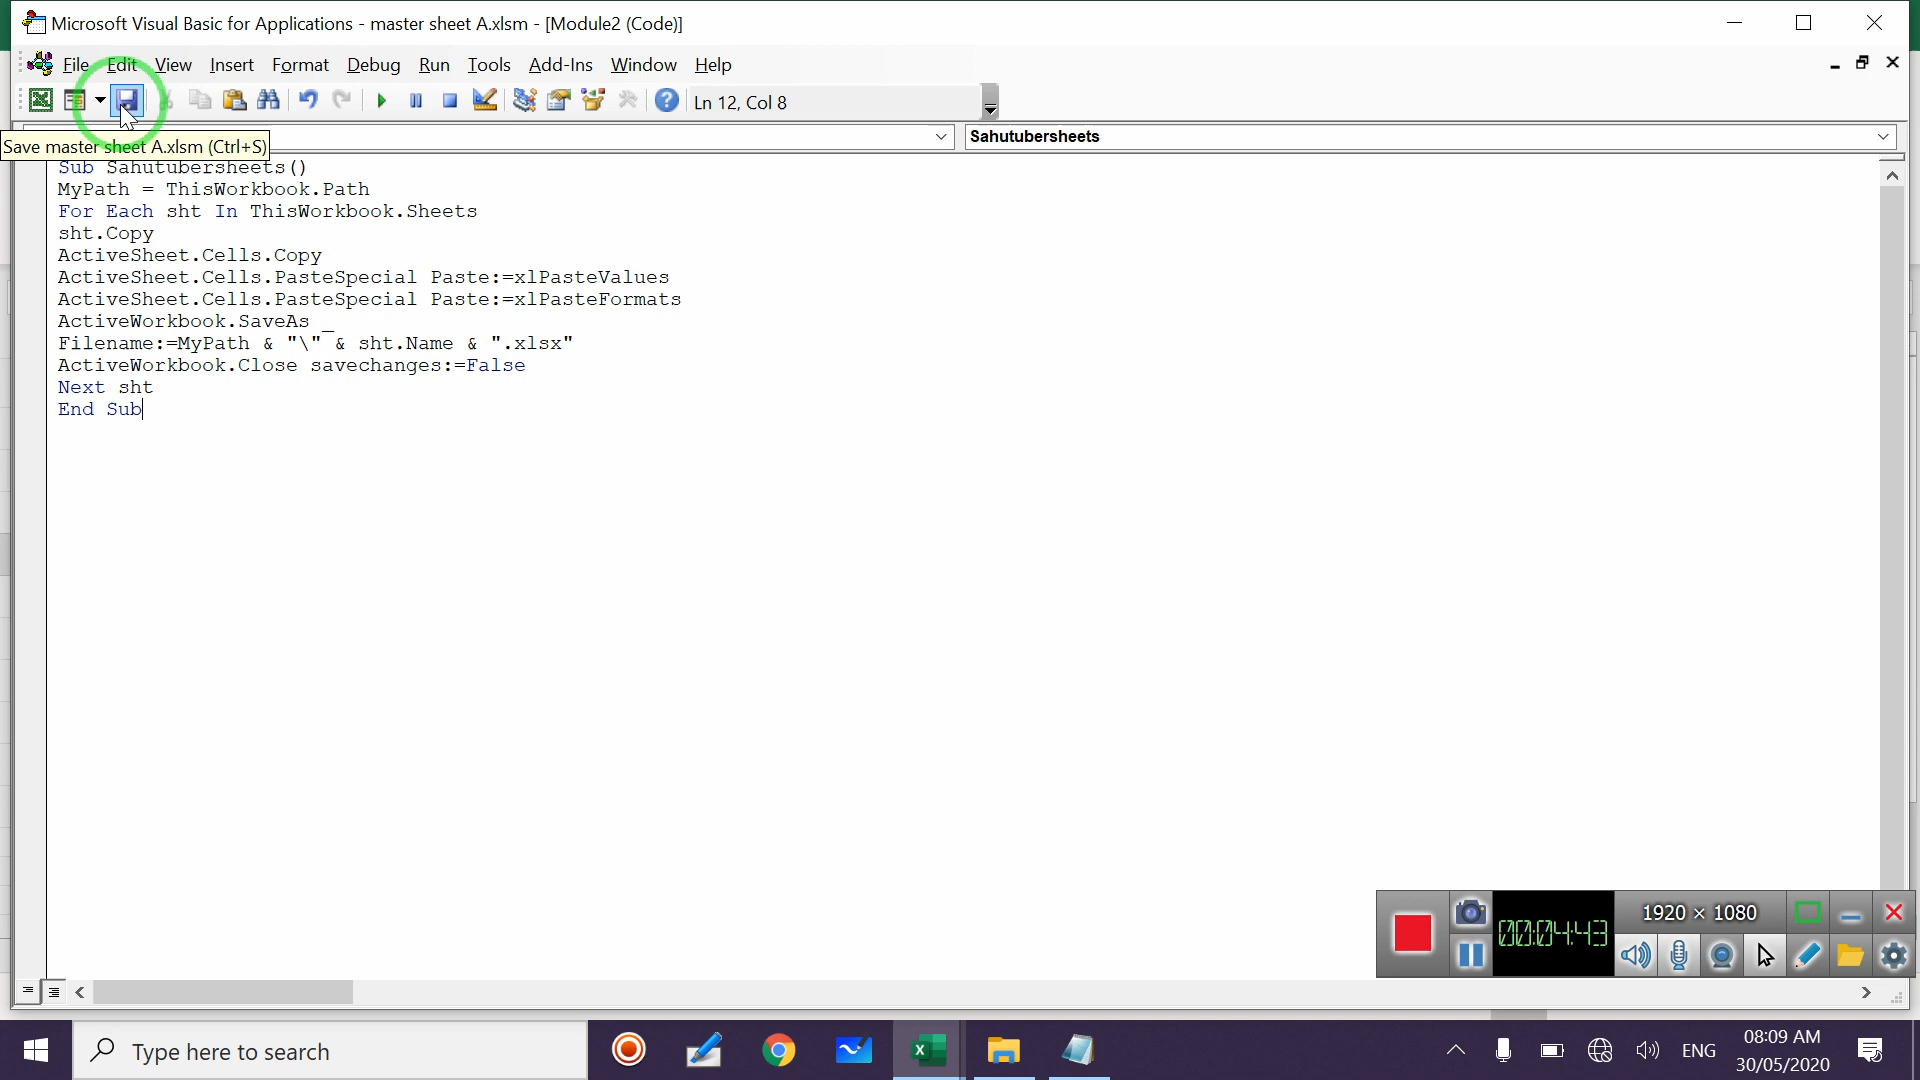 Microsoft Visual Basic for Applications - master sheet A.xlsm - [Module2 (Code)]
File Edit View Insert Format Debug Run Tools Add-Ins Window Help
Ln 12, Col 8
Save master sheet A.xlsm (Ctrl+S)
Sahutubersheets
Sub Sahutubersheets()
MyPath = ThisWorkbook.Path
For Each sht In ThisWorkbook.Sheets
sht.Copy
ActiveSheet.Cells.Copy
ActiveSheet.Cells.PasteSpecial Paste:=xlPasteValues
ActiveSheet.Cells.PasteSpecial Paste:=xlPasteFormats
ActiveWorkbook.SaveAs _
Filename:=MyPath & "\" & sht.Name & ".xlsx"
ActiveWorkbook.Close savechanges:=False
Next sht
End Sub
1920 × 1080
00:04:43
Type here to search
ENG
08:09 AM
30/05/2020